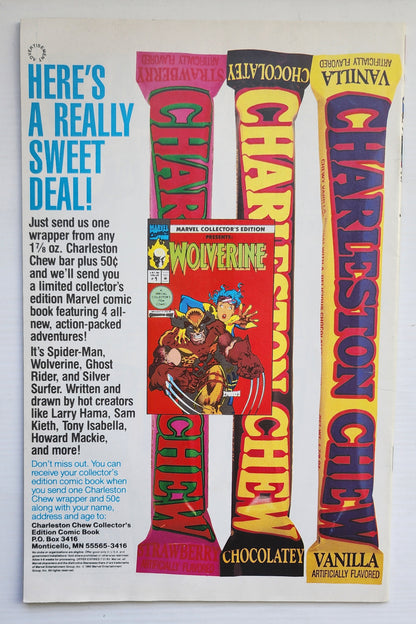 ADVERTISEMENT
HERE'S
A REALLY
SWEET
DEAL!
Just send us one
wrapper from any
1⅞ oz. Charleston
Chew bar plus 50¢
and we'll send you
a limited collector's
edition Marvel comic
book featuring 4 all-
new, action-packed
adventures!
It's Spider-Man,
Wolverine, Ghost
Rider, and Silver
Surfer. Written and
drawn by hot creators
like Larry Hama, Sam
Kieth, Tony Isabella,
Howard Mackie,
and more!
Don't miss out. You can
receive your collector's
edition comic book when
you send one Charleston
Chew wrapper and 50¢
along with your name,
address and age to:
Charleston Chew Collector's
Edition Comic Book
P.O. Box 3416
Monticello, MN 55565-3416
STRAWBERRY
ARTIFICIALLY FLAVORED
CHARLESTON CHEW
STRAWBERRY
ARTIFICIALLY FLAVORED
CHOCOLATEY
CHARLESTON CHEW
CHOCOLATEY
VANILLA
ARTIFICIALLY FLAVORED
CHARLESTON CHEW
VANILLA
ARTIFICIALLY FLAVORED
MARVEL COLLECTOR'S EDITION
PRESENTS:
WOLVERINE